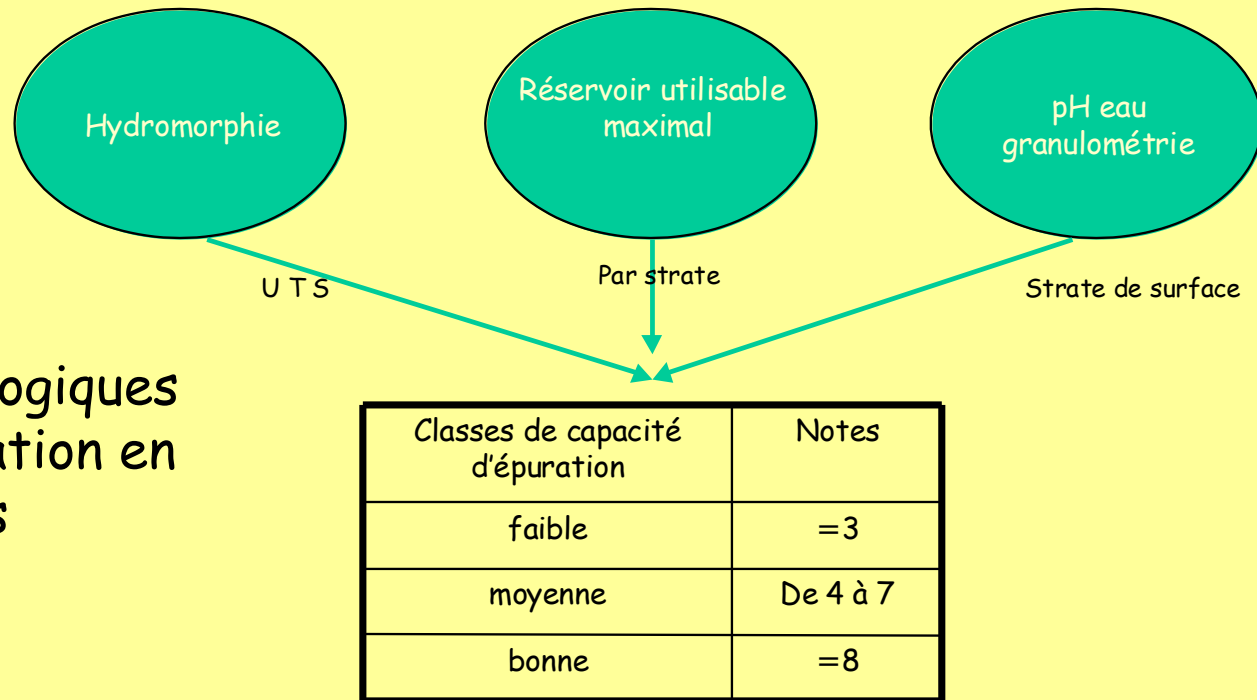 Hydromorphie
Réservoir utilisable
maximal
pH eau
granulométrie
U T S
Par strate
Strate de surface
ogiques
ation en
s
Classes de capacité
d'épuration
Notes
faible
=3
moyenne
De 4 à 7
bonne
=8